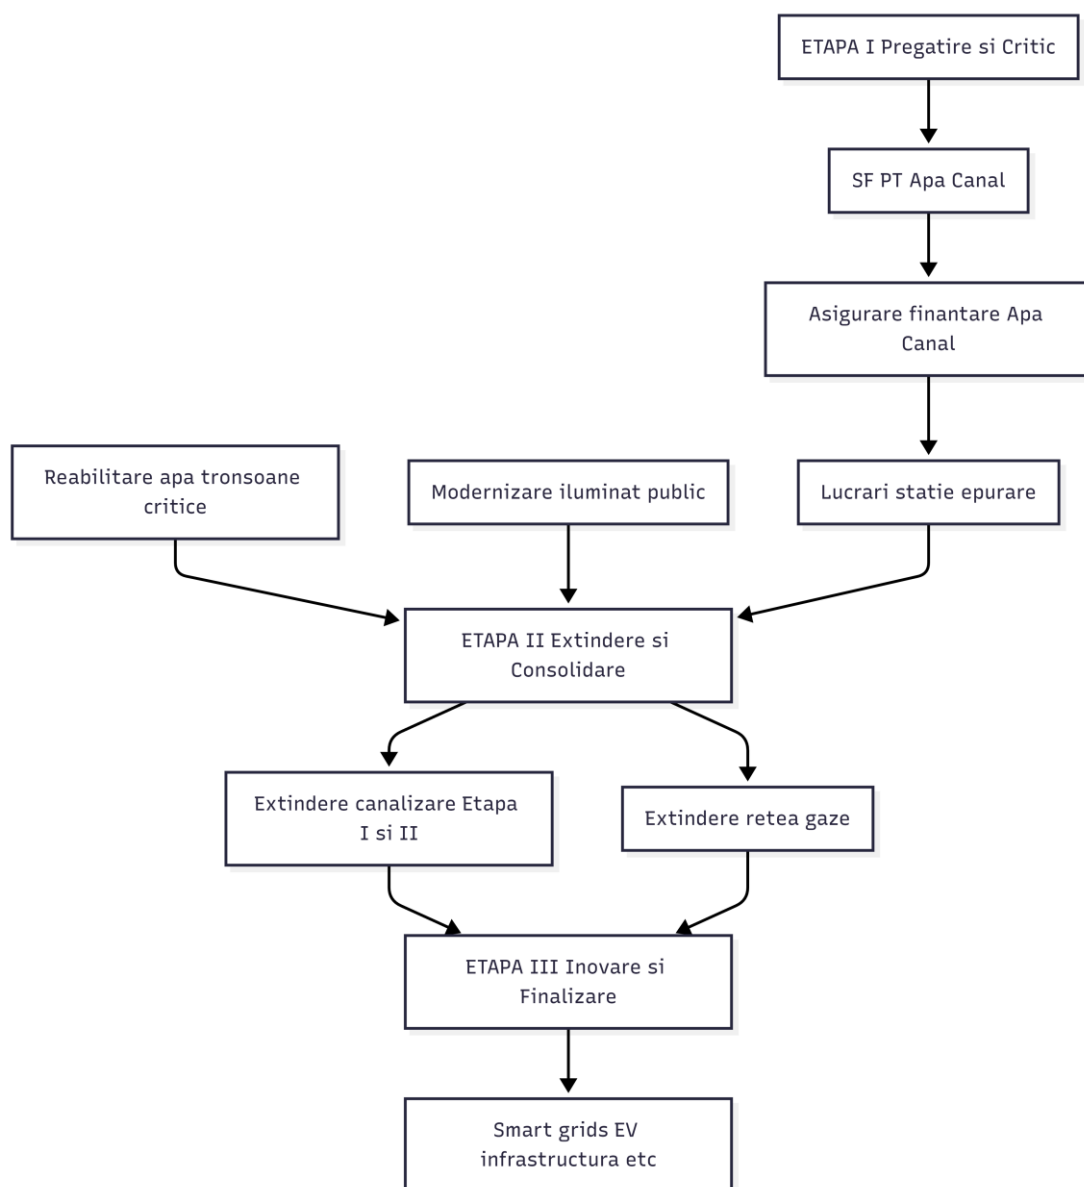 ETAPA I Pregatire si Critic
SF PT Apa Canal
Asigurare finantare Apa
Canal
Reabilitare apa tronsoane
critice
Modernizare iluminat public
Lucrari statie epurare
ETAPA II Extindere si
Consolidare
Extindere canalizare Etapa
I si II
Extindere retea gaze
ETAPA III Inovare si
Finalizare
Smart grids EV
infrastructura etc